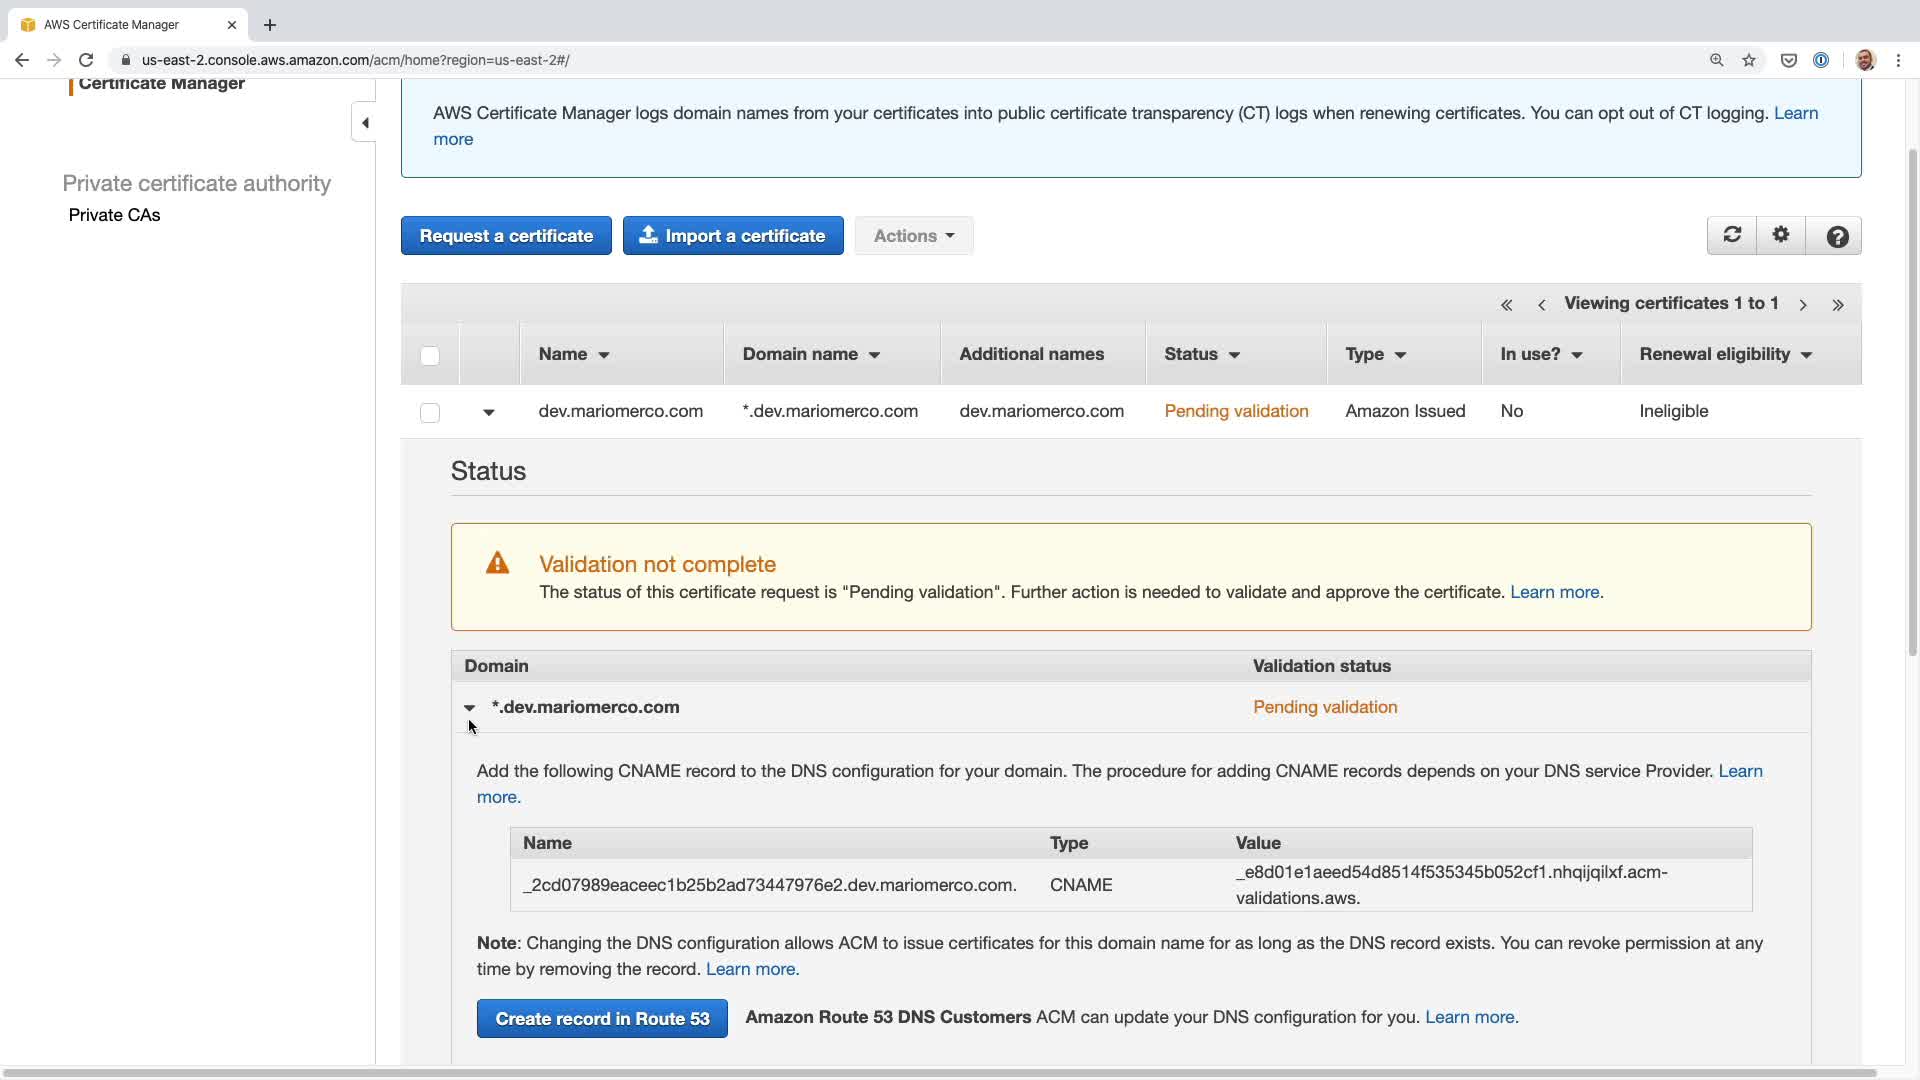 AWS Certificate Manager
us-east-2.console.aws.amazon.com/acm/home?region=us-east-2#/
Certificate Manager
Private certificate authority
Private CAs
AWS Certificate Manager logs domain names from your certificates into public certificate transparency (CT) logs when renewing certificates. You can opt out of CT logging. Learn
more
Request a certificate
Import a certificate
Actions
Viewing certificates 1 to 1
Name Domain name Additional names Status Type In use? Renewal eligibility
dev.mariomerco.com *.dev.mariomerco.com dev.mariomerco.com Pending validation Amazon Issued No Ineligible
Status
Validation not complete
The status of this certificate request is "Pending validation". Further action is needed to validate and approve the certificate. Learn more.
Domain Validation status
*.dev.mariomerco.com Pending validation
Add the following CNAME record to the DNS configuration for your domain. The procedure for adding CNAME records depends on your DNS service Provider. Learn
more.
Name Type Value
_2cd07989eaceec1b25b2ad73447976e2.dev.mariomerco.com. CNAME _e8d01e1aeed54d8514f535345b052cf1.nhqijqilxf.acm-
validations.aws.
Note: Changing the DNS configuration allows ACM to issue certificates for this domain name for as long as the DNS record exists. You can revoke permission at any
time by removing the record. Learn more.
Create record in Route 53 Amazon Route 53 DNS Customers ACM can update your DNS configuration for you. Learn more.